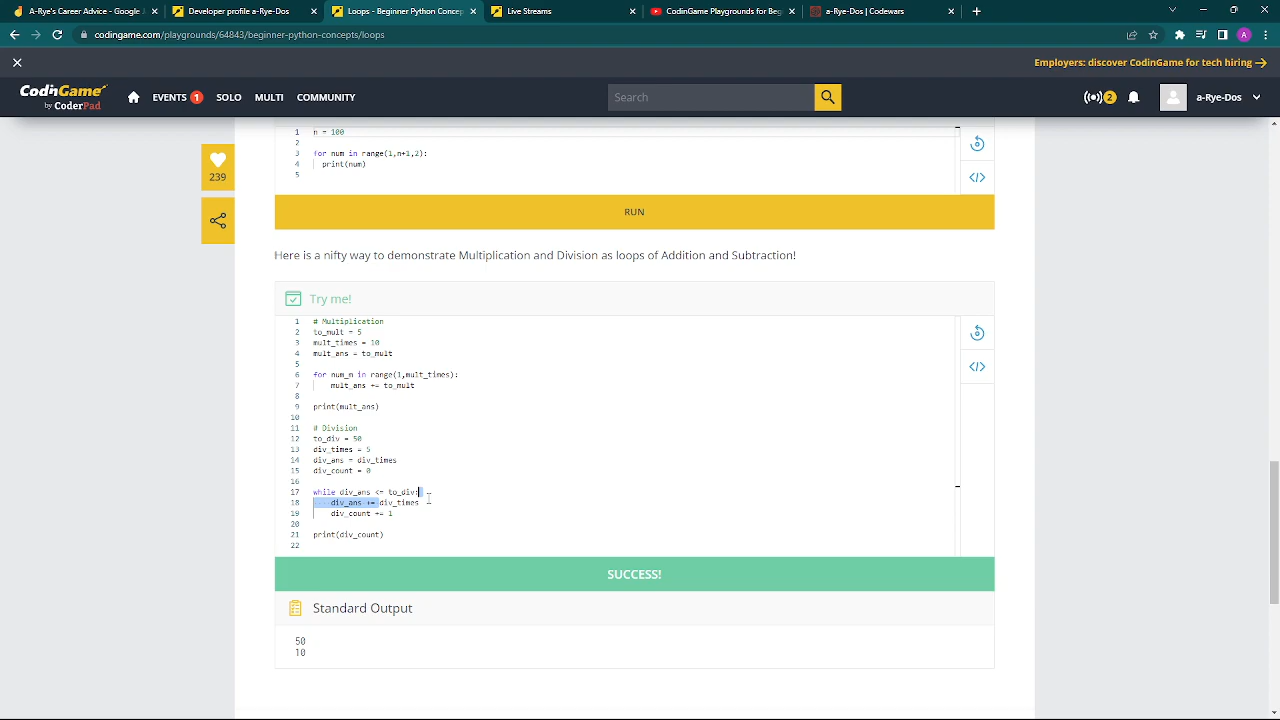 A-Rye's Career Advice - Google J
Developer profile a-Rye-Dos
Loops - Beginner Python Concep
Live Streams
CodinGame Playgrounds for Beg
a-Rye-Dos | Codewars
codingame.com/playgrounds/64843/beginner-python-concepts/loops
A
Employers: discover CodinGame for tech hiring
CodinGame
by CoderPad
EVENTS 1 SOLO MULTI COMMUNITY
Search
2
a-Rye-Dos
239
1 n = 100
2
3 for num in range(1,n+1,2):
4 print(num)
5
RUN
Here is a nifty way to demonstrate Multiplication and Division as loops of Addition and Subtraction!
Try me!
1 # Multiplication
2 to_mult = 5
3 mult_times = 10
4 mult_ans = to_mult
5
6 for num_m in range(1,mult_times):
7 mult_ans += to_mult
8
9 print(mult_ans)
10
11 # Division
12 to_div = 50
13 div_times = 5
14 div_ans = div_times
15 div_count = 0
16
17 while div_ans <= to_div:
18 div_ans += div_times
19 div_count += 1
20
21 print(div_count)
22
SUCCESS!
Standard Output
50
10